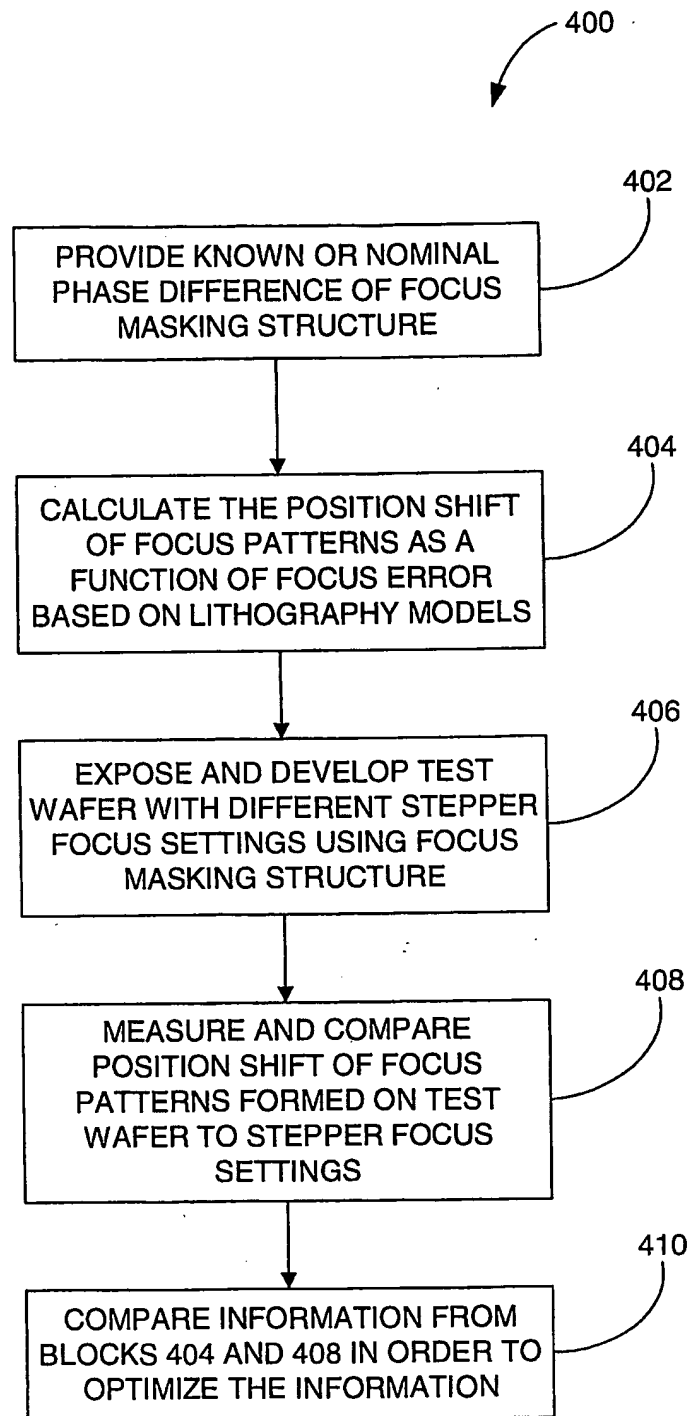 400
402
PROVIDE KNOWN OR NOMINAL
PHASE DIFFERENCE OF FOCUS
MASKING STRUCTURE
404
CALCULATE THE POSITION SHIFT
OF FOCUS PATTERNS AS A
FUNCTION OF FOCUS ERROR
BASED ON LITHOGRAPHY MODELS
406
EXPOSE AND DEVELOP TEST
WAFER WITH DIFFERENT STEPPER
FOCUS SETTINGS USING FOCUS
MASKING STRUCTURE
408
MEASURE AND COMPARE
POSITION SHIFT OF FOCUS
PATTERNS FORMED ON TEST
WAFER TO STEPPER FOCUS
SETTINGS
410
COMPARE INFORMATION FROM
BLOCKS 404 AND 408 IN ORDER TO
OPTIMIZE THE INFORMATION